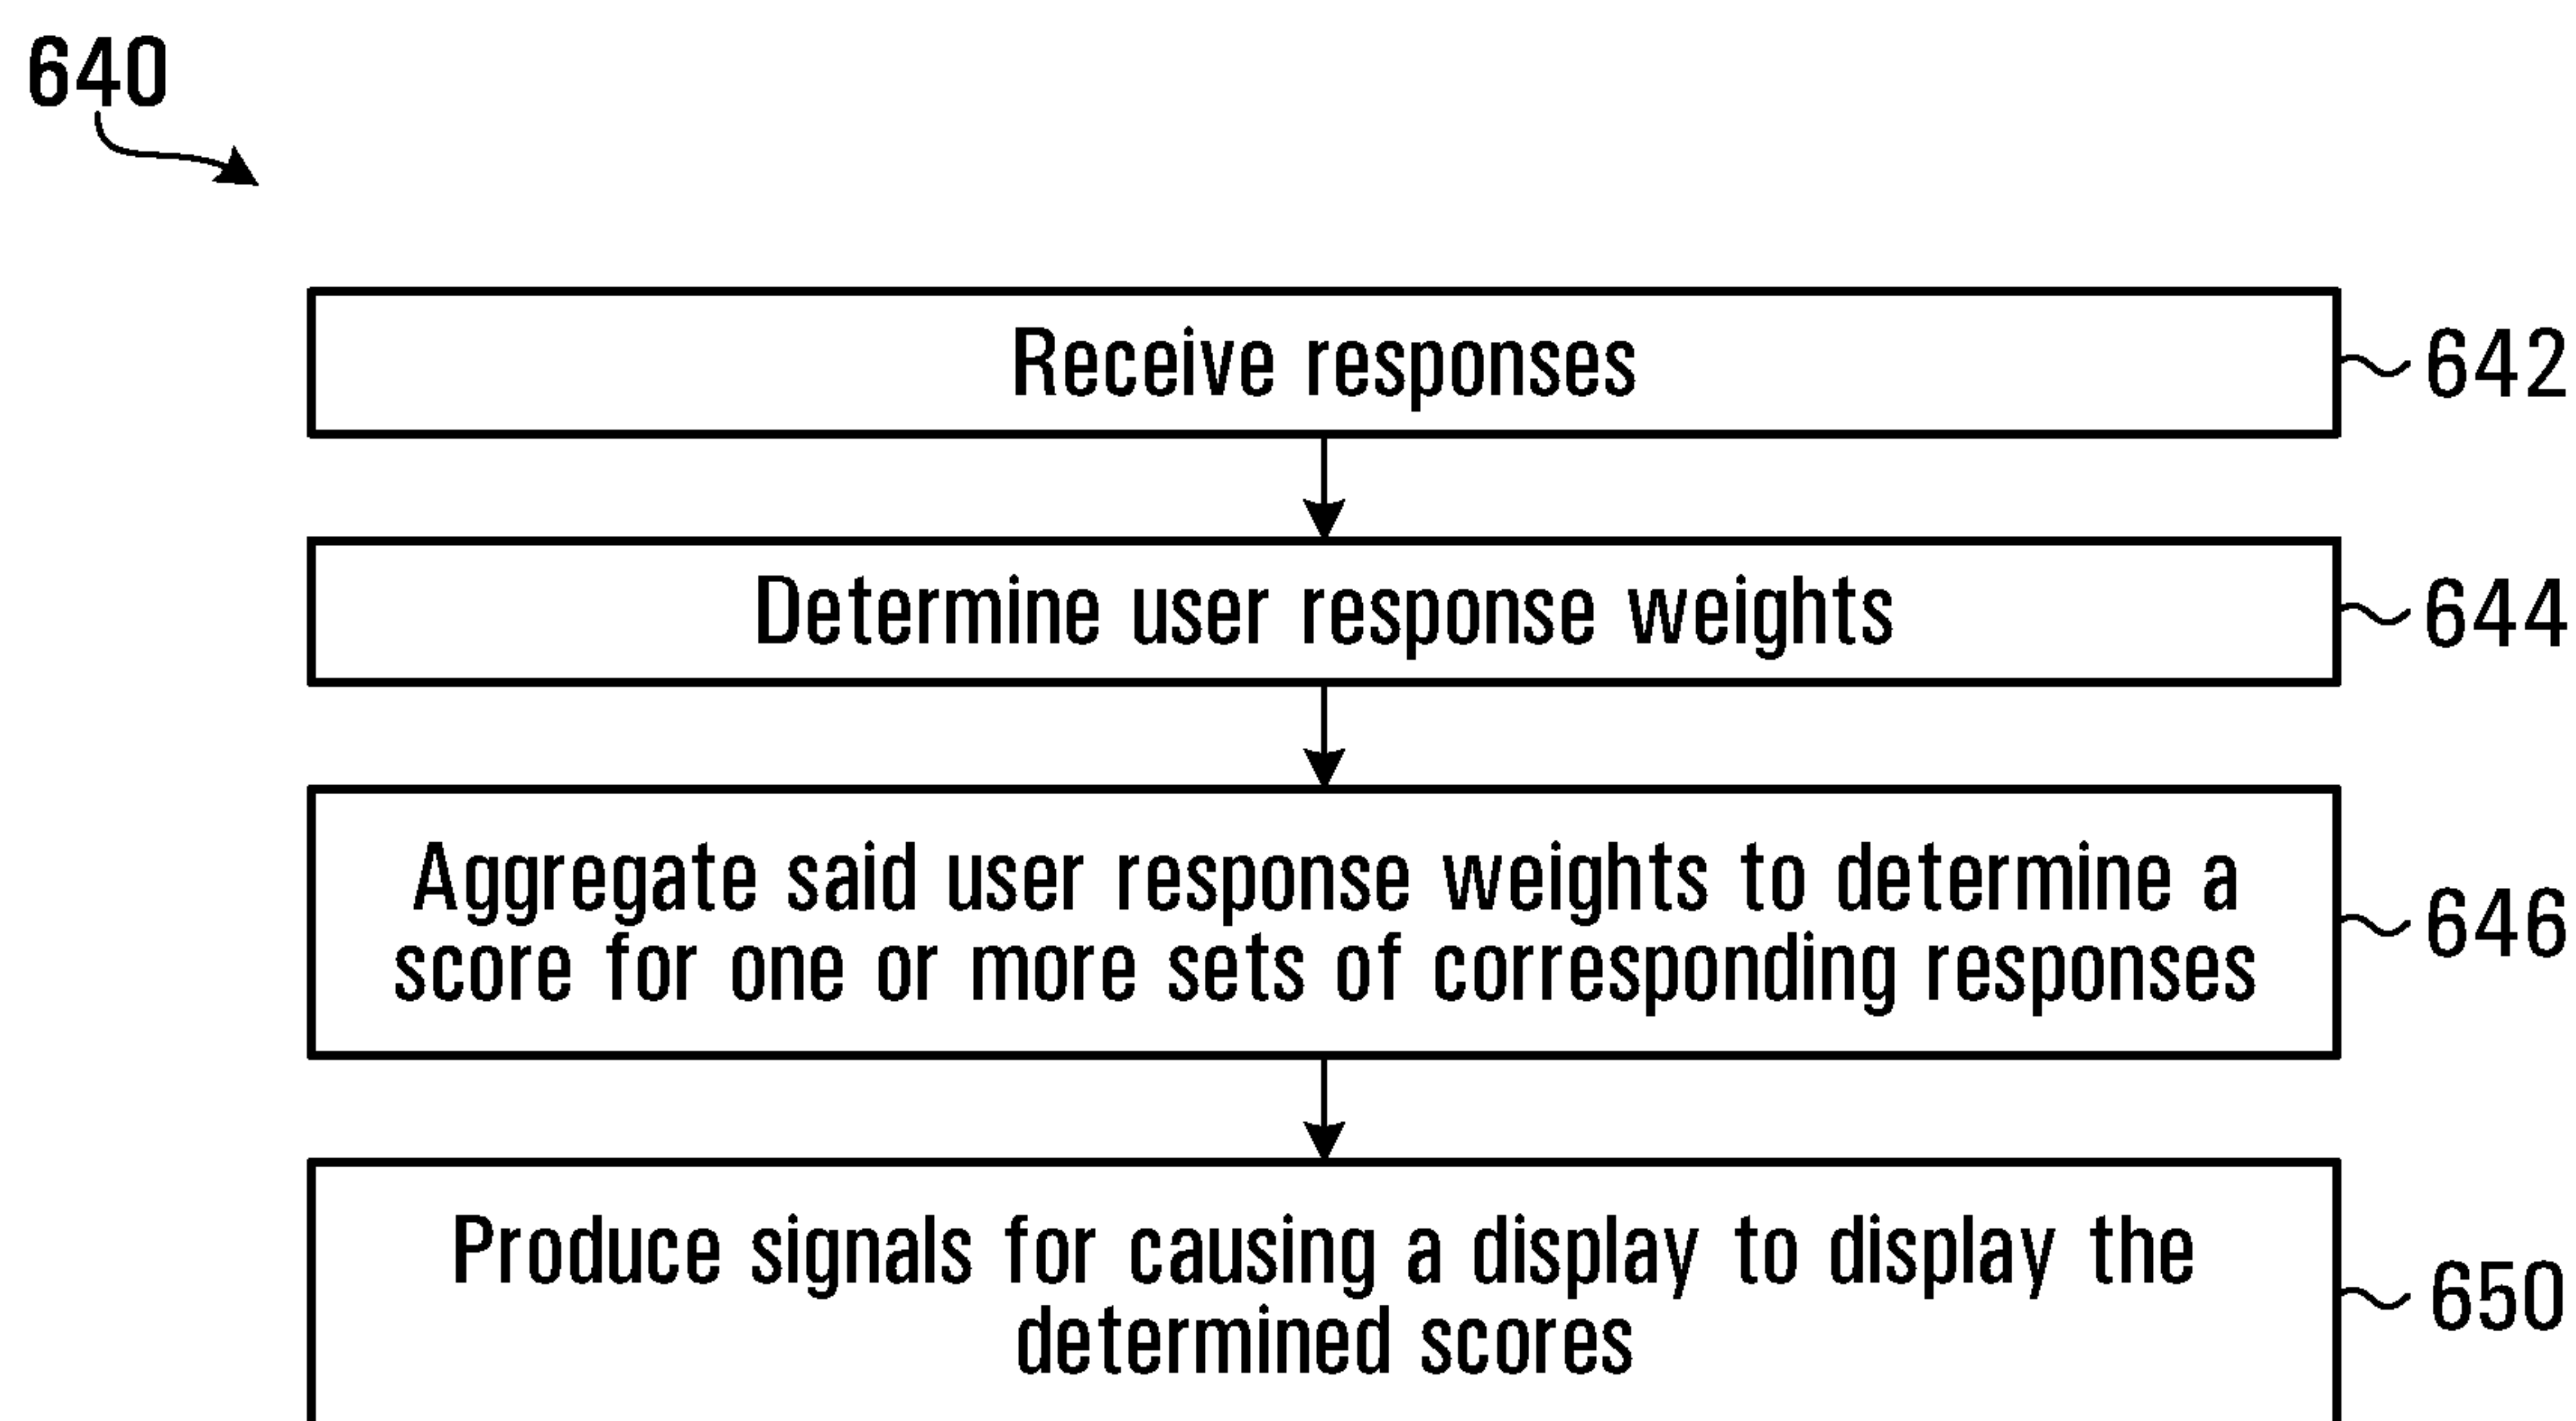 640
Receive responses
642
Determine user response weights
644
Aggregate said user response weights to determine a
score for one or more sets of corresponding responses
646
Produce signals for causing a display to display the
determined scores
650